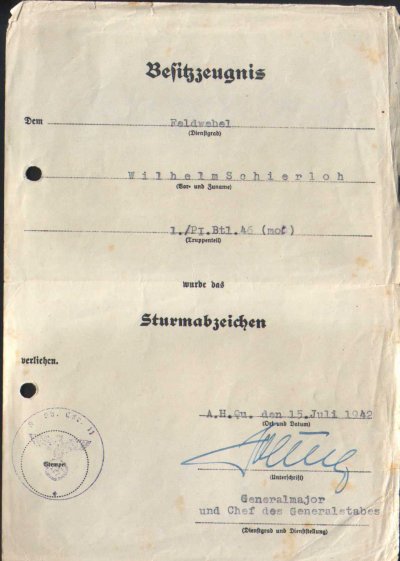 Besitzzeugnis
Dem Feldwebel
(Dienstgrad)
Wilhelm Schierloh
(Vor- und Zuname)
1./Pi.Btl.46 (mot)
(Truppenteil)
wurde das
Sturmabzeichen
verliehen.
A.H.Qu. den 15.Juli 1942
(Ort und Datum)
Stempel
(Unterschrift)
Generalmajor
und Chef des Generalstabes
(Dienstgrad und Dienststellung)